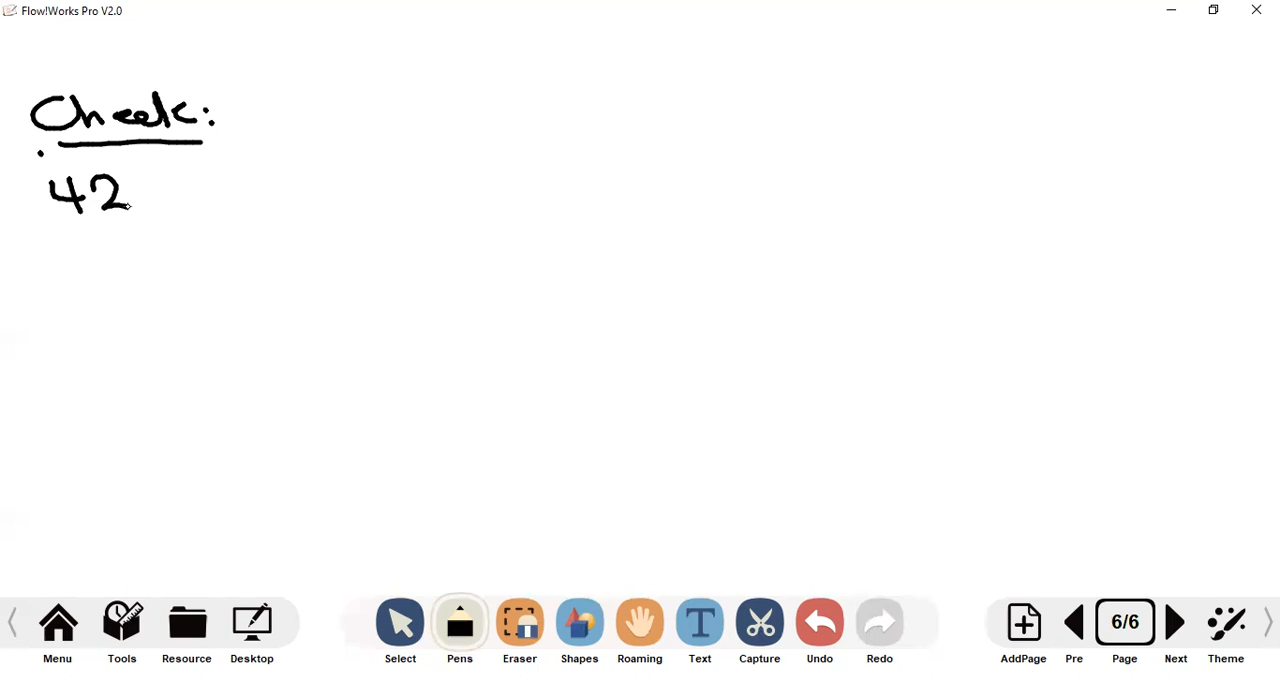 Flow!Works Pro V2.0
Check:
42
6/6
Menu Tools Resource Desktop Select Pens Eraser Shapes Roaming Text Capture Undo Redo AddPage Pre Page Next Theme